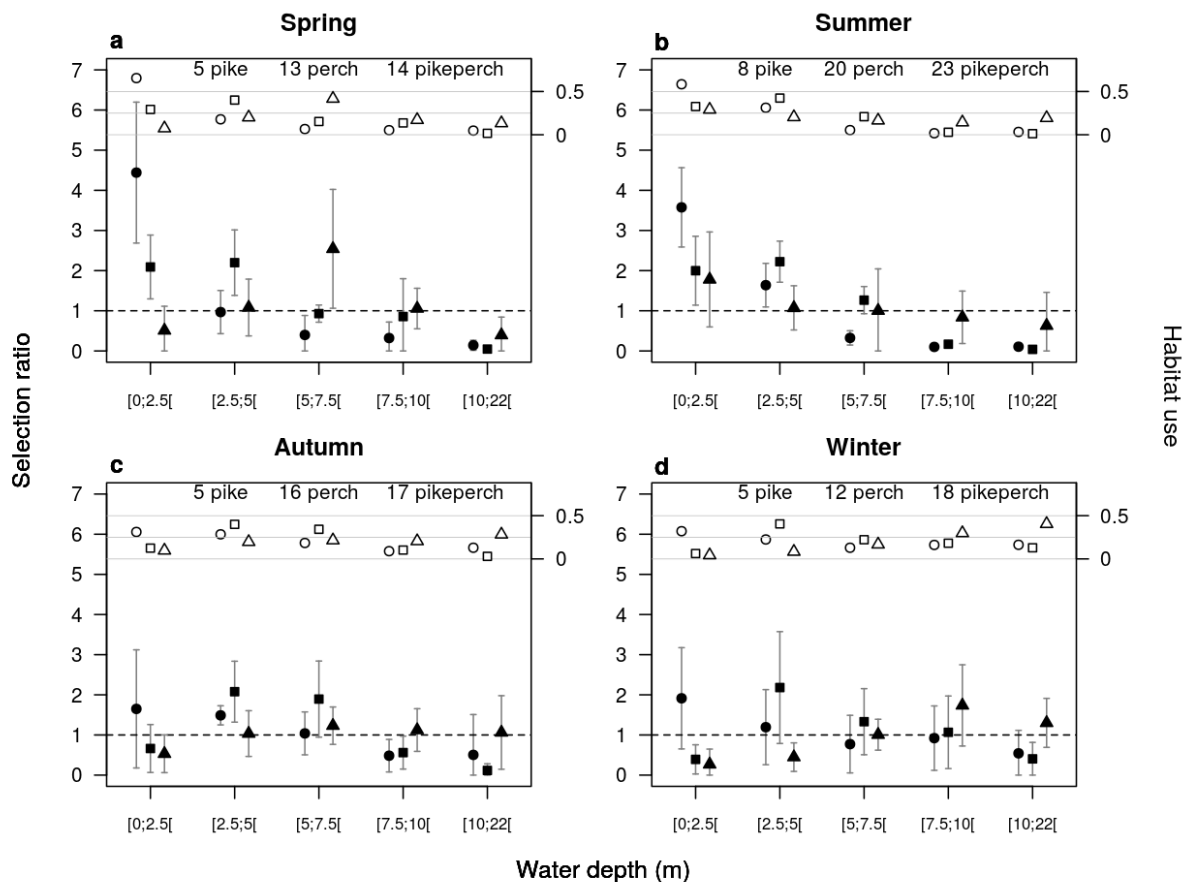 Spring
a
5 pike 13 perch 14 pikeperch
7
6
5
4
3
2
1
0
0.5
0
[0;2.5[ [2.5;5[ [5;7.5[ [7.5;10[ [10;22[
Summer
b
8 pike 20 perch 23 pikeperch
7
6
5
4
3
2
1
0
0.5
0
[0;2.5[ [2.5;5[ [5;7.5[ [7.5;10[ [10;22[
Selection ratio
Habitat use
Autumn
c
5 pike 16 perch 17 pikeperch
7
6
5
4
3
2
1
0
0.5
0
[0;2.5[ [2.5;5[ [5;7.5[ [7.5;10[ [10;22[
Winter
d
5 pike 12 perch 18 pikeperch
7
6
5
4
3
2
1
0
0.5
0
[0;2.5[ [2.5;5[ [5;7.5[ [7.5;10[ [10;22[
Water depth (m)